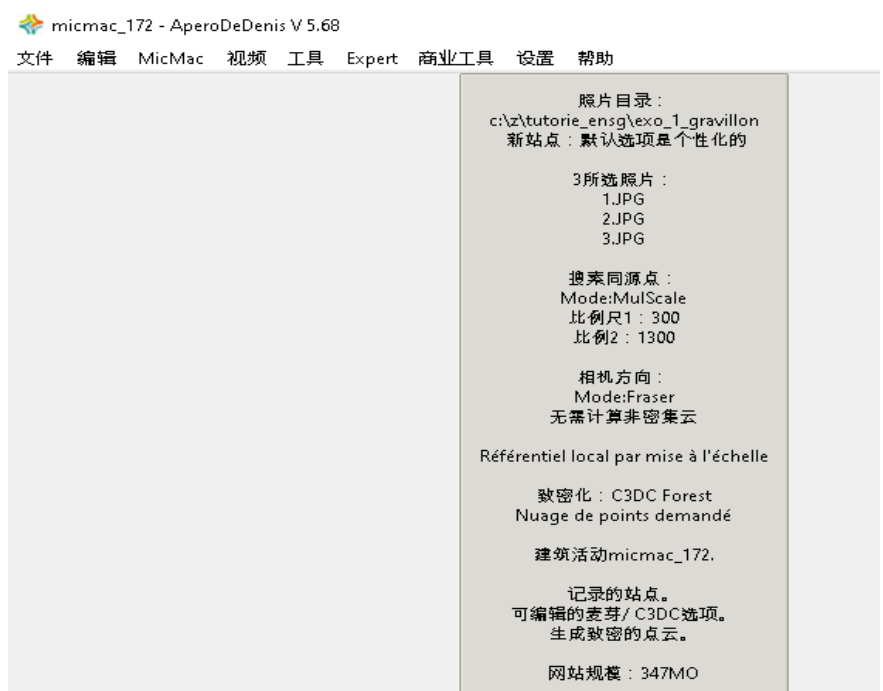 micmac_172 - AperoDeDenis V 5.68
文件 编辑 MicMac 视频 工具 Expert 商业工具 设置 帮助
照片目录：
c:\z\tutorie_ensg\exo_1_gravillon
新站点：默认选项是个性化的
3所选照片：
1.JPG
2.JPG
3.JPG
搜素同源点：
Mode:MulScale
比例尺1：300
比例2：1300
相机方向：
Mode:Fraser
无需计算非密集云
Référentiel local par mise à l'échelle
致密化：C3DC Forest
Nuage de points demandé
建筑活动micmac_172.
记录的站点。
可编辑的麦芽/ C3DC选项。
生成致密的点云。
网站规模：347MO